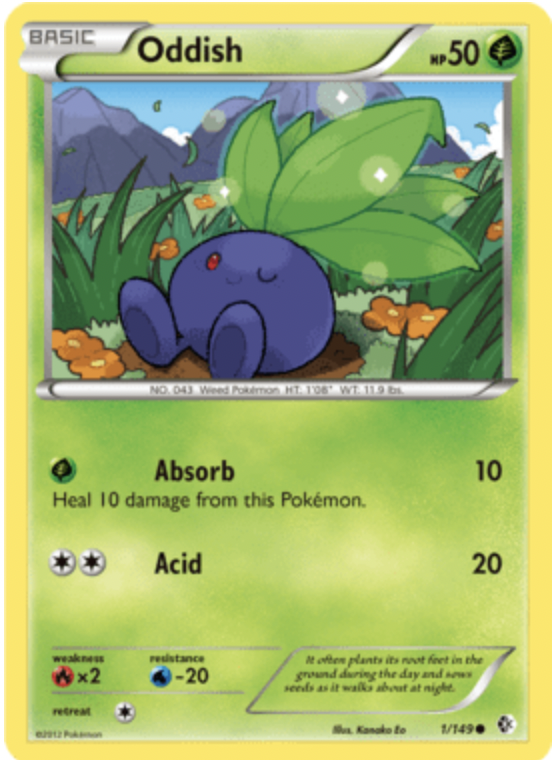 BASIC
Oddish
HP 50
NO. 043 Weed Pokémon HT: 1'08" WT: 11.9 lbs.
Absorb 10
Heal 10 damage from this Pokémon.
Acid 20
weakness
×2
resistance
-20
retreat
It often plants its root feet in the
ground during the day and sows
seeds as it walks about at night.
©2012 Pokémon
Illus. Kanako Eo
1/149